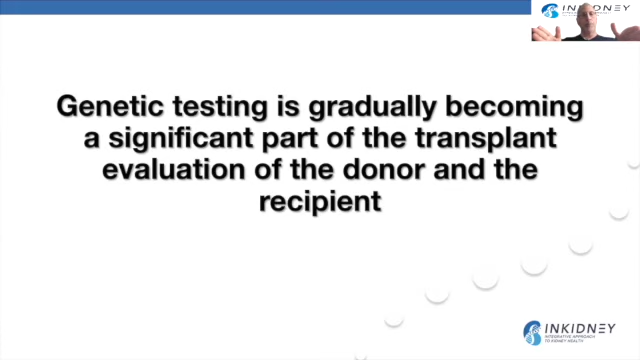 INKIDNEY
Genetic testing is gradually becoming
a significant part of the transplant
evaluation of the donor and the
recipient
INKIDNEY
INTEGRATIVE APPROACH
TO KIDNEY HEALTH